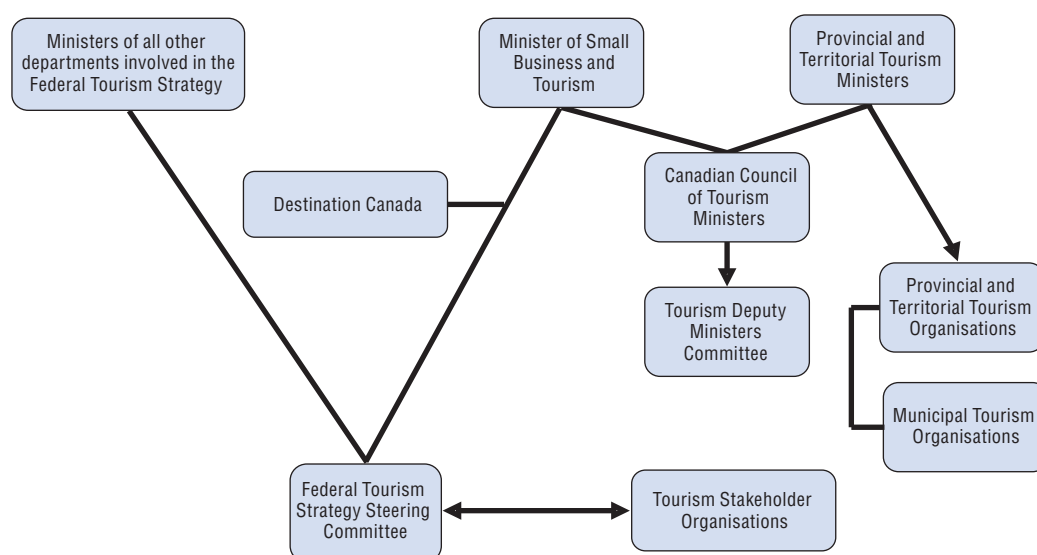 Ministers of all other
departments involved in the
Federal Tourism Strategy
Minister of Small
Business and
Tourism
Provincial and
Territorial Tourism
Ministers
Destination Canada
Canadian Council
of Tourism
Ministers
Tourism Deputy
Ministers
Committee
Provincial and
Territorial Tourism
Organisations
Municipal Tourism
Organisations
Federal Tourism
Strategy Steering
Committee
Tourism Stakeholder
Organisations